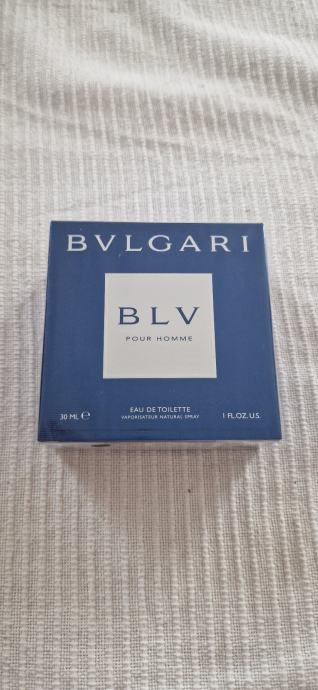 BVLGARI
BLV
POUR HOMME
EAU DE TOILETTE
30 ML ℮ VAPORISATEUR NATURAL SPRAY 1 FL.OZ. U.S.